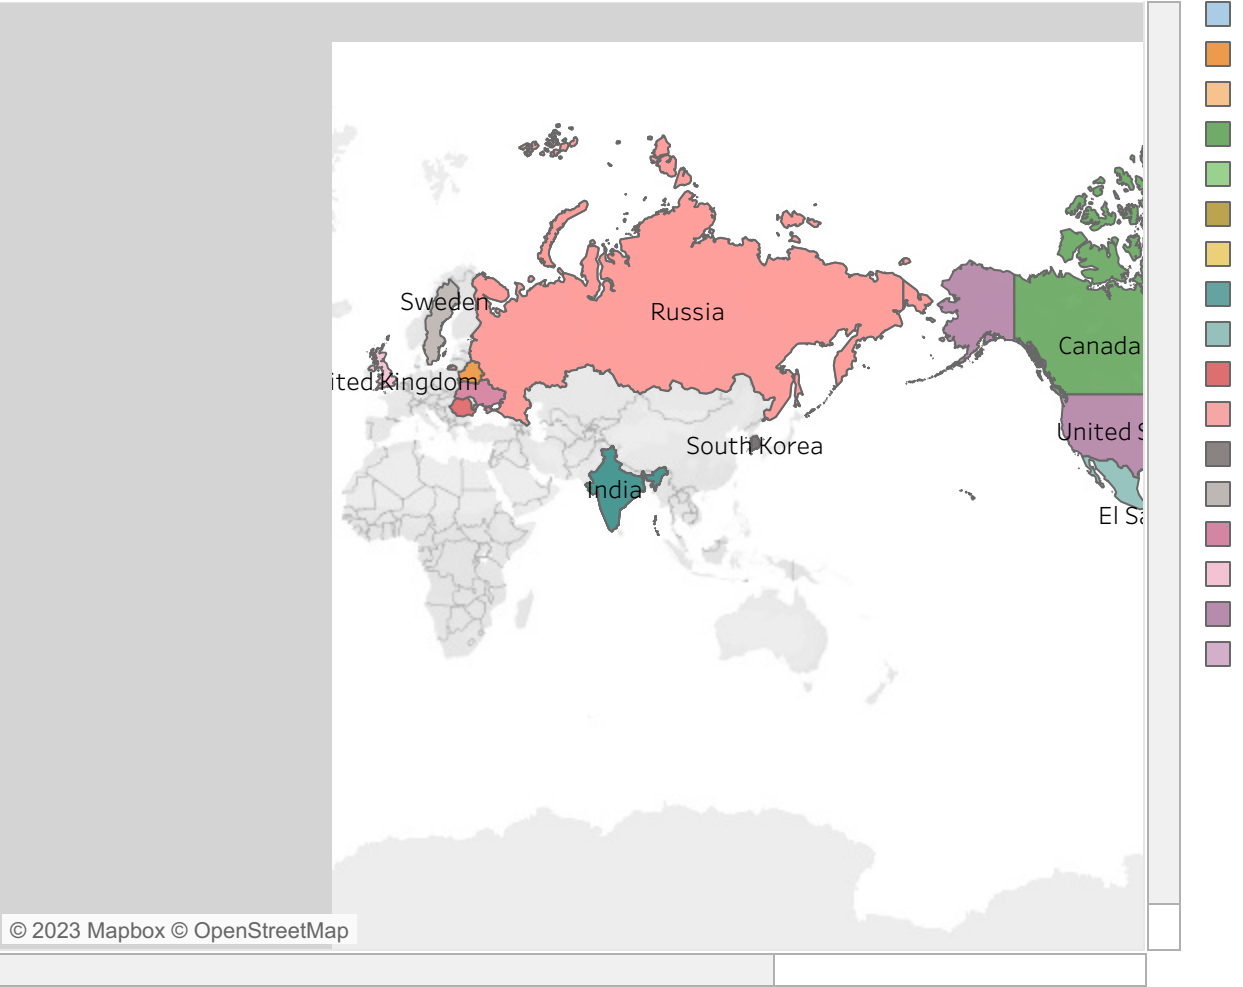 Sweden
Russia
Canada
ited Kingdom
United S
South Korea
India
El Sa
© 2023 Mapbox © OpenStreetMap